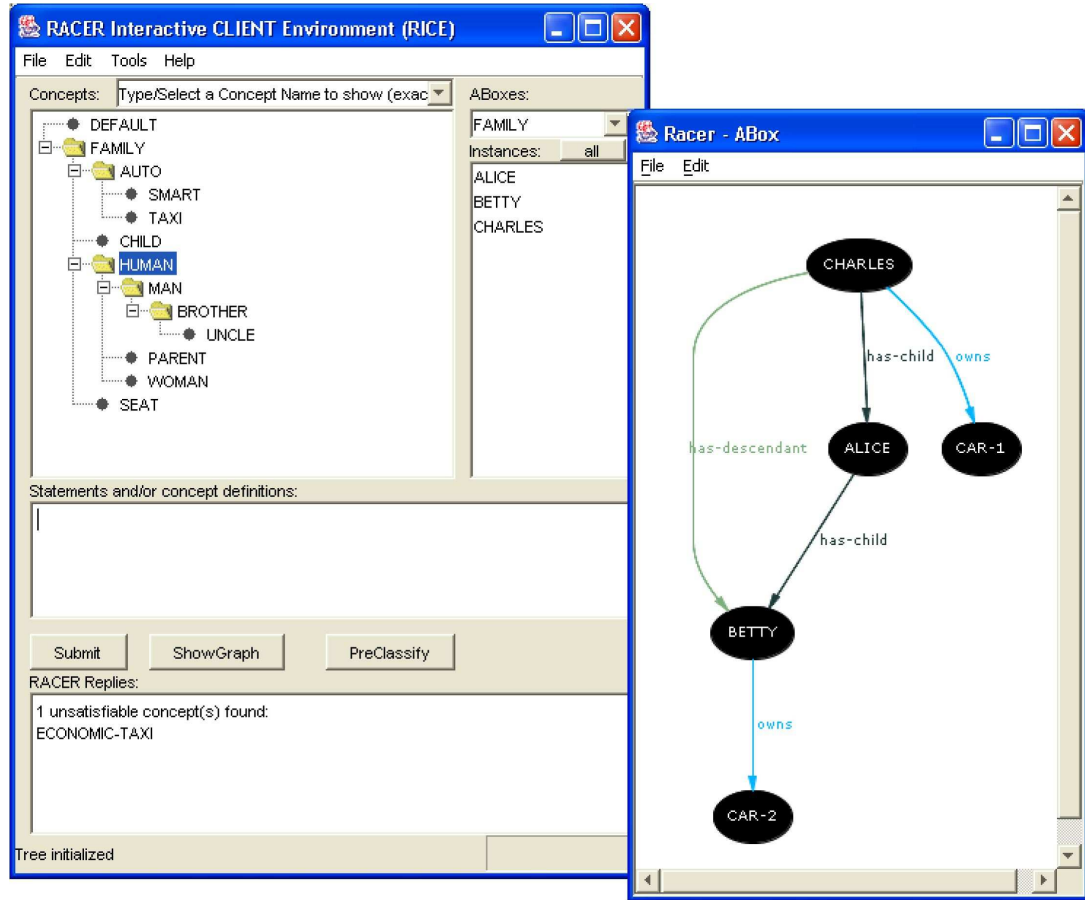 RACER Interactive CLIENT Environment (RICE)
File Edit Tools Help
Concepts: Type/Select a Concept Name to show (exac
DEFAULT
FAMILY
AUTO
SMART
TAXI
CHILD
HUMAN
MAN
BROTHER
UNCLE
PARENT
WOMAN
SEAT
ABoxes:
FAMILY
Instances: all
ALICE
BETTY
CHARLES
Statements and/or concept definitions:
Submit ShowGraph PreClassify
RACER Replies:
1 unsatisfiable concept(s) found:
ECONOMIC-TAXI
Tree initialized
Racer - ABox
File Edit
CHARLES
has-child owns
has-descendant ALICE CAR-1
has-child
BETTY
owns
CAR-2